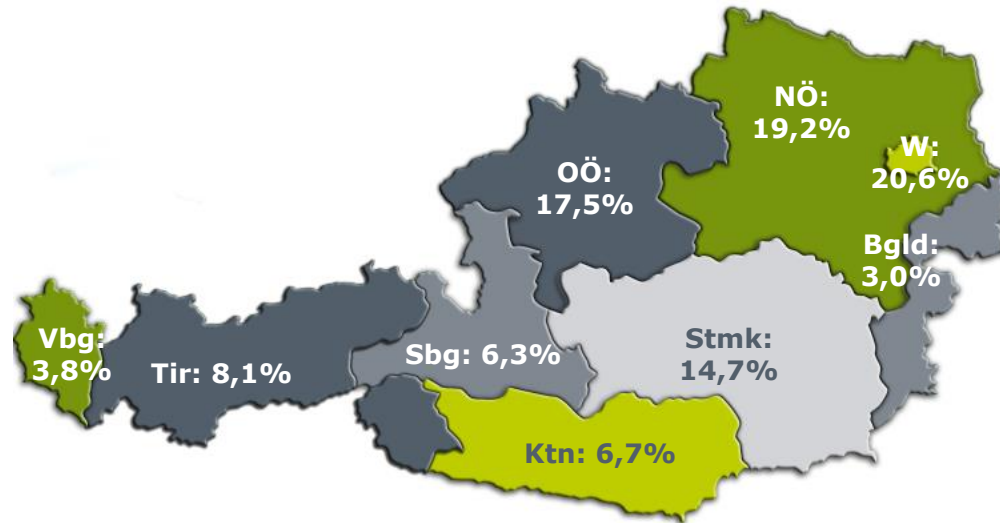 NÖ:
19,2%
W:
20,6%
OÖ:
17,5%
Bgld:
3,0%
Vbg:
3,8%
Tir: 8,1%
Sbg: 6,3%
Stmk:
14,7%
Ktn: 6,7%